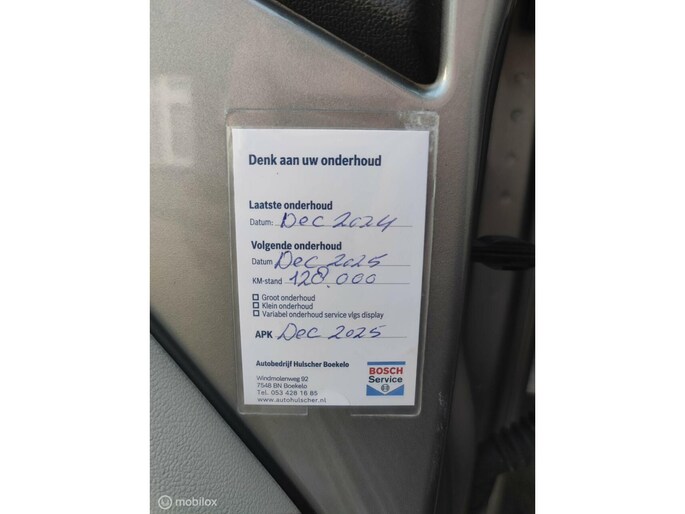 Denk aan uw onderhoud
Laatste onderhoud
Datum: Dec 2024
Volgende onderhoud
Datum Dec 2025
KM-stand 128.000
Groot onderhoud
Klein onderhoud
Variabel onderhoud service vlgs display
APK Dec 2025
Autobedrijf Hulscher Boekelo
Windmolenweg 92
7548 BN Boekelo
Tel. 053 428 16 85
www.autohulscher.nl
BOSCH
Service
mobilox